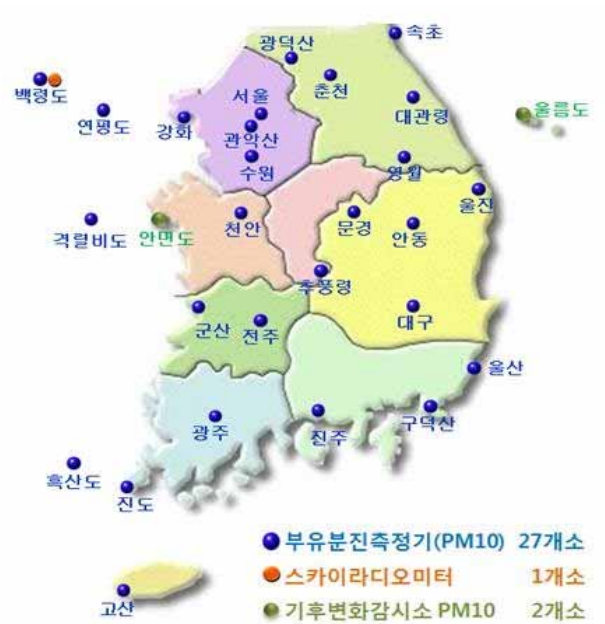 속초
광덕산
춘천
백령도
서울
대관령
울릉도
연평도
강화
관악산
수원
영월
울진
격렬비도
안면도
천안
문경
안동
추풍령
군산
전주
대구
울산
광주
진주
구덕산
흑산도
진도
부유분진측정기(PM10) 27개소
스카이라디오미터 1개소
고산
기후변화감시소 PM10 2개소